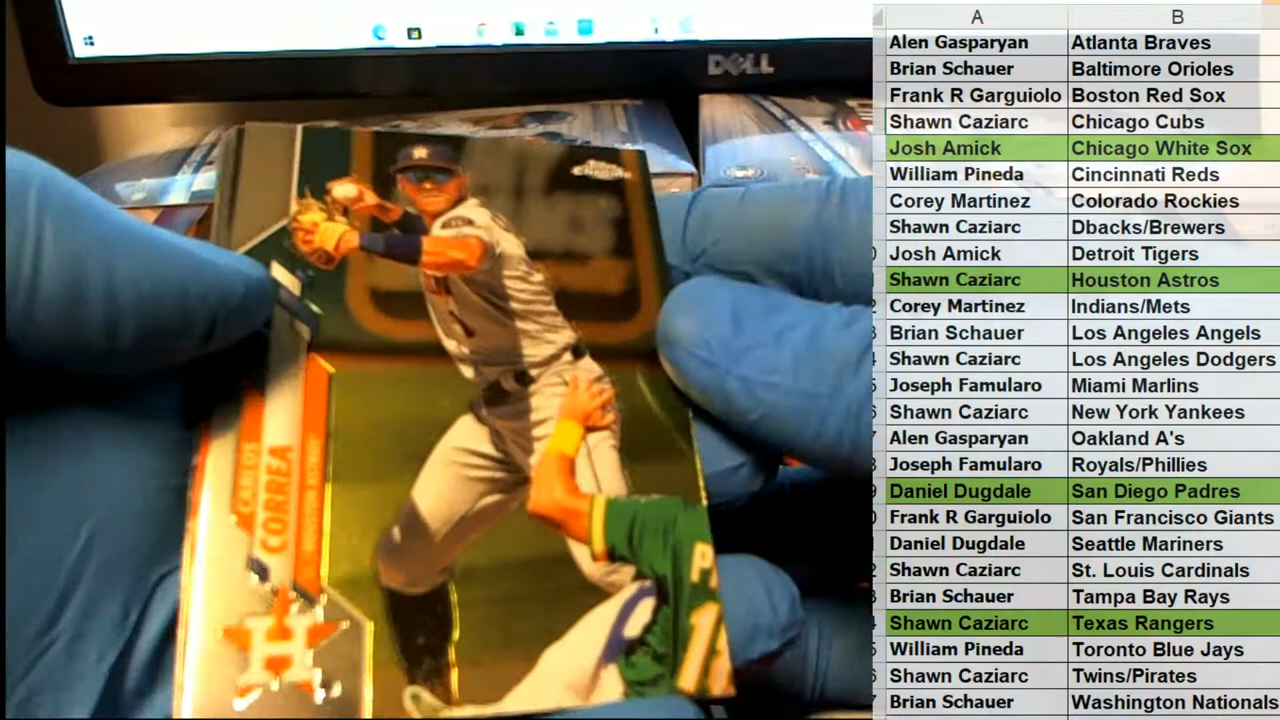 DELL
CHROME
CARLOS
CORREA
HOUSTON ASTROS
H
A B
Alen Gasparyan Atlanta Braves
Brian Schauer Baltimore Orioles
Frank R Garguiolo Boston Red Sox
Shawn Caziarc Chicago Cubs
Josh Amick Chicago White Sox
William Pineda Cincinnati Reds
Corey Martinez Colorado Rockies
Shawn Caziarc Dbacks/Brewers
Josh Amick Detroit Tigers
Shawn Caziarc Houston Astros
Corey Martinez Indians/Mets
Brian Schauer Los Angeles Angels
Shawn Caziarc Los Angeles Dodgers
Joseph Famularo Miami Marlins
Shawn Caziarc New York Yankees
Alen Gasparyan Oakland A's
Joseph Famularo Royals/Phillies
Daniel Dugdale San Diego Padres
Frank R Garguiolo San Francisco Giants
Daniel Dugdale Seattle Mariners
Shawn Caziarc St. Louis Cardinals
Brian Schauer Tampa Bay Rays
Shawn Caziarc Texas Rangers
William Pineda Toronto Blue Jays
Shawn Caziarc Twins/Pirates
Brian Schauer Washington Nationals